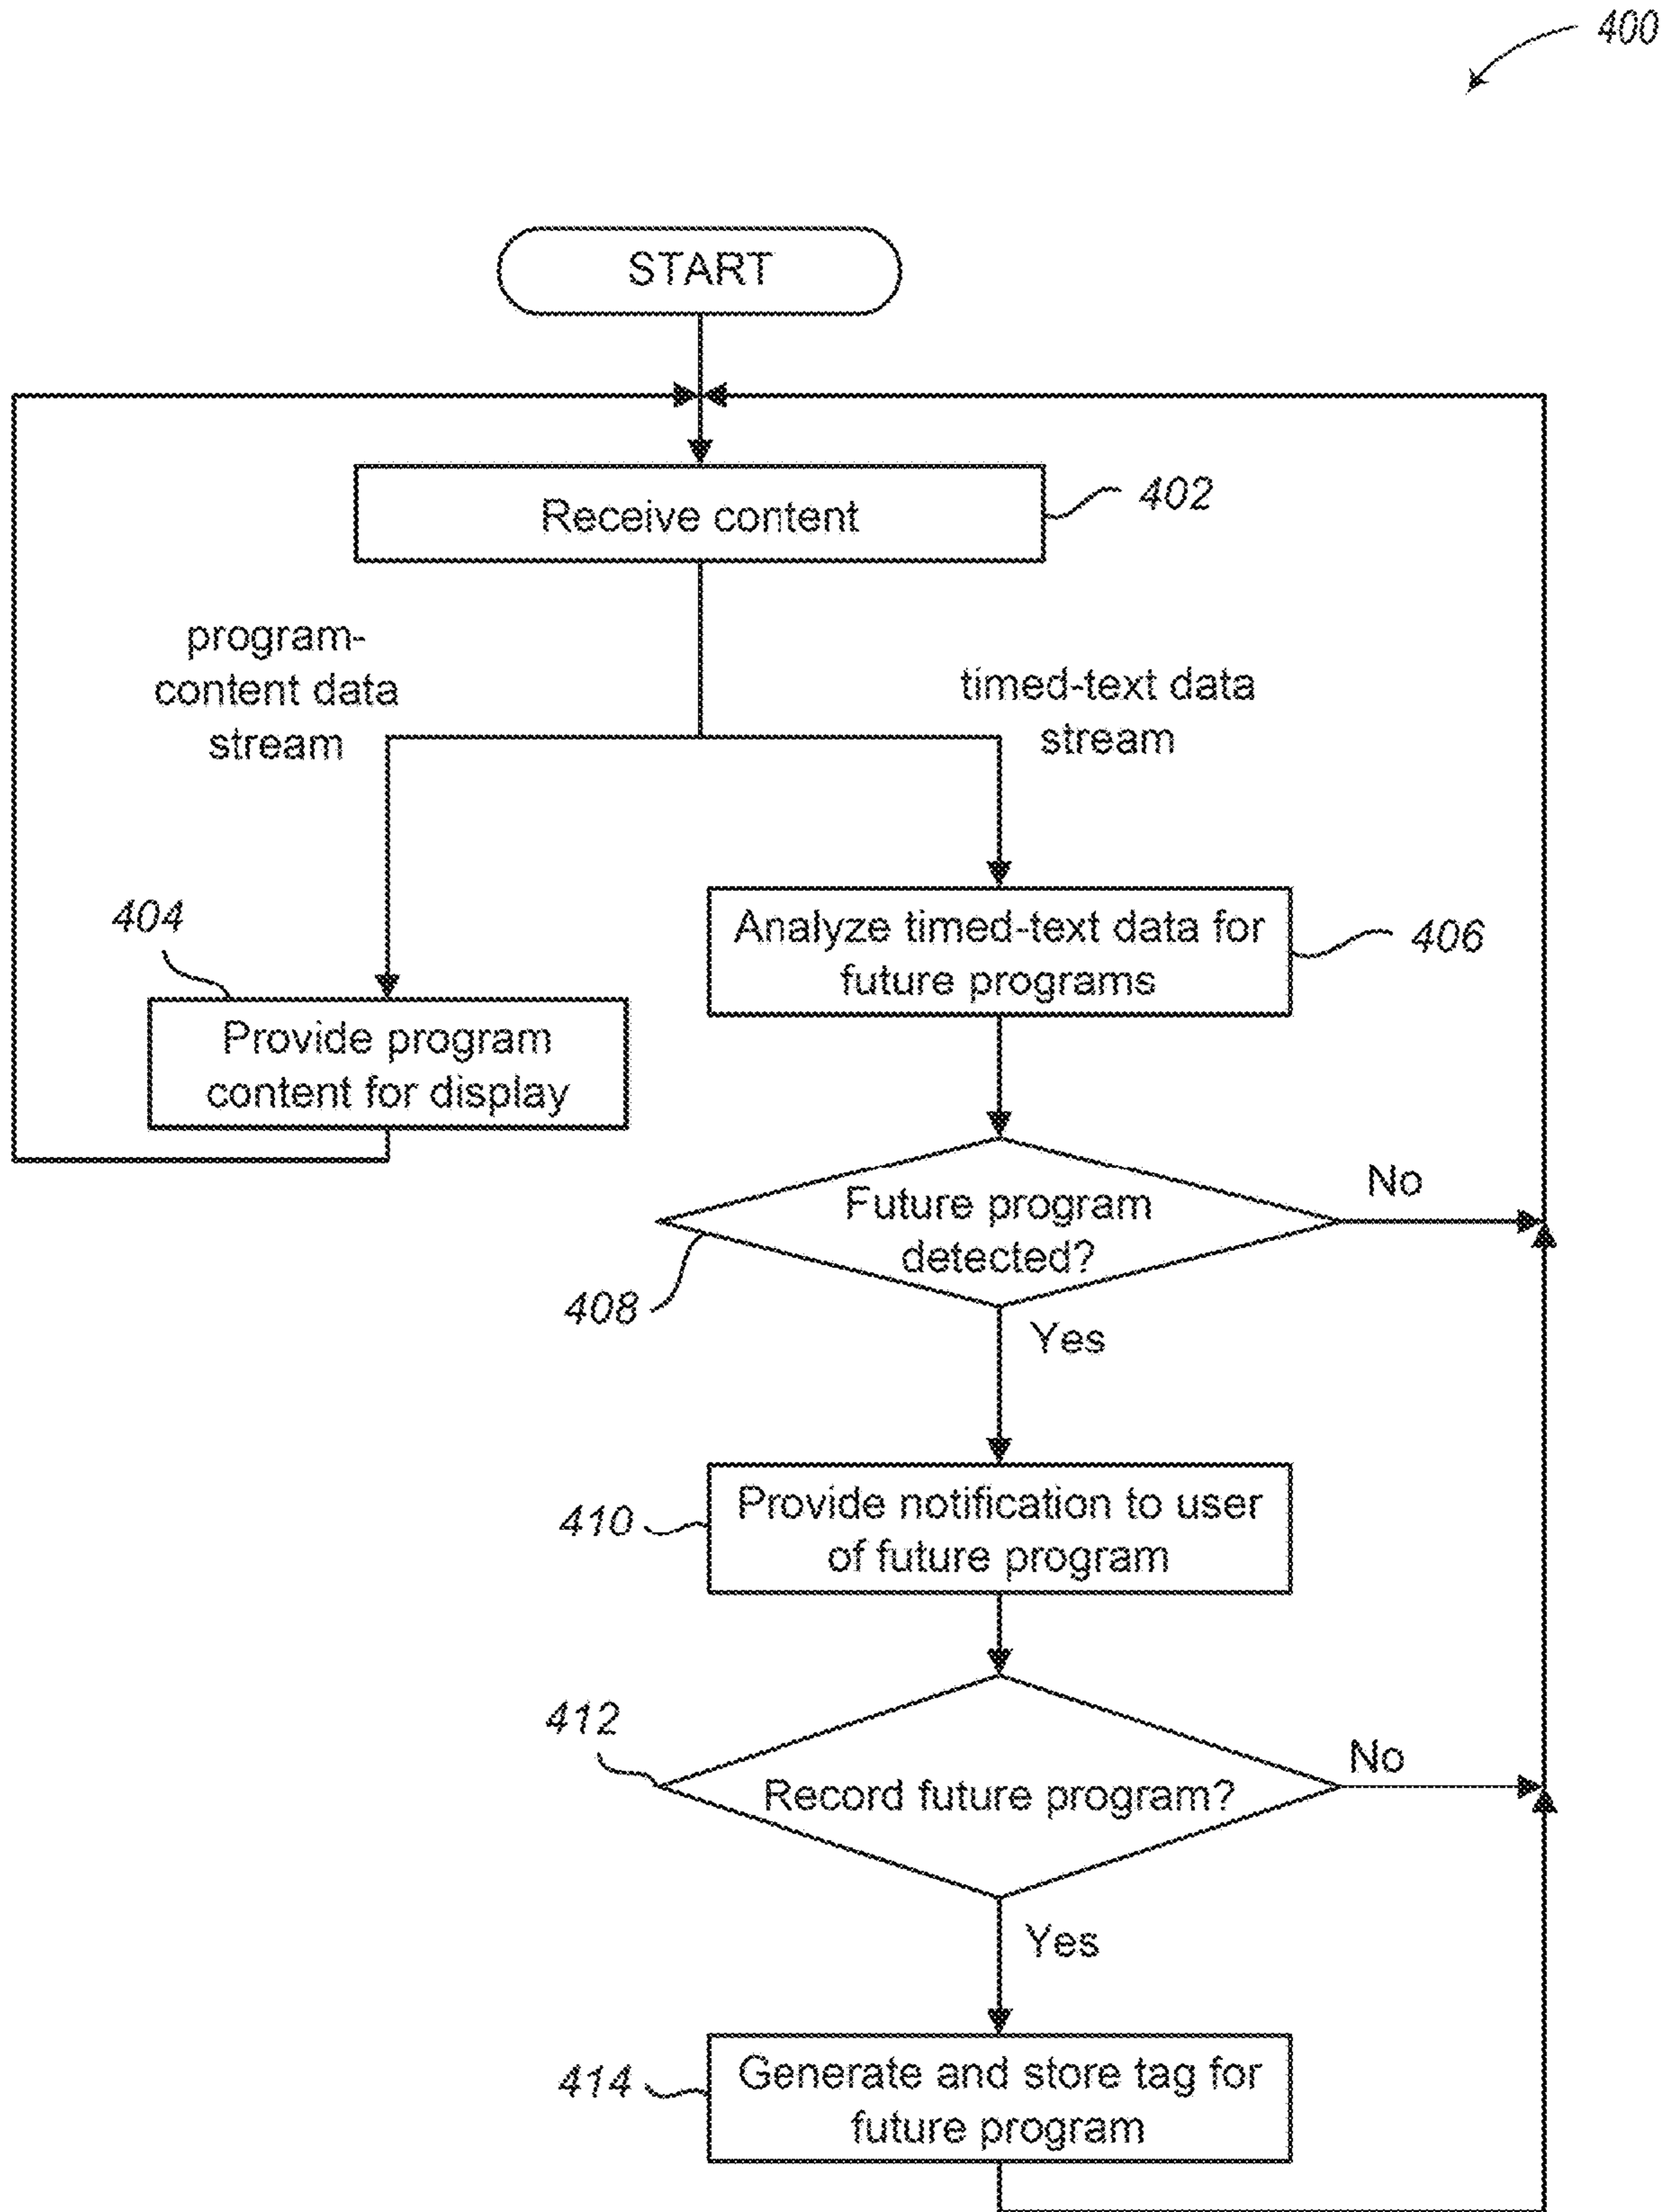 400
START
Receive content
402
program-
content data
stream
timed-text data
stream
404
Analyze timed-text data for
future programs
406
Provide program
content for display
Future program
detected?
No
408
Yes
410
Provide notification to user
of future program
412
Record future program?
No
Yes
414
Generate and store tag for
future program